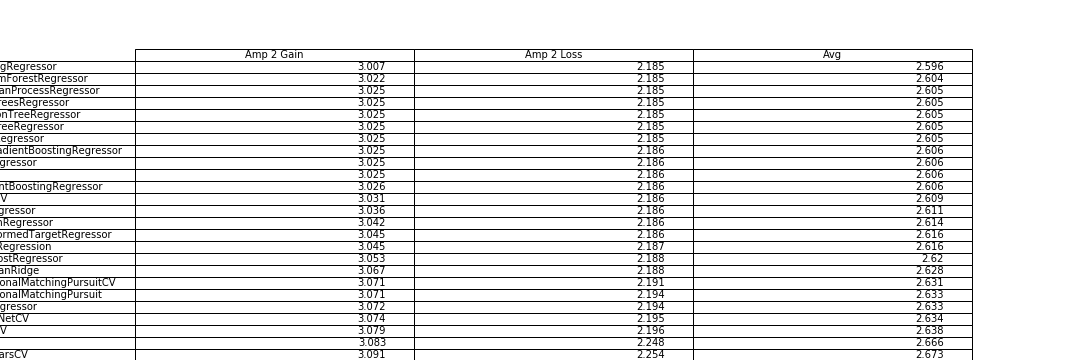 Amp 2 Gain Amp 2 Loss Avg
gRegressor 3.007 2.185 2.596
mForestRegressor 3.022 2.185 2.604
anProcessRegressor 3.025 2.185 2.605
reesRegressor 3.025 2.185 2.605
onTreeRegressor 3.025 2.185 2.605
reeRegressor 3.025 2.185 2.605
egressor 3.025 2.185 2.605
adientBoostingRegressor 3.025 2.186 2.606
gressor 3.025 2.186 2.606
3.025 2.186 2.606
ntBoostingRegressor 3.026 2.186 2.606
V 3.031 2.186 2.609
gressor 3.036 2.186 2.611
nRegressor 3.042 2.186 2.614
ormedTargetRegressor 3.045 2.186 2.616
Regression 3.045 2.187 2.616
ostRegressor 3.053 2.188 2.62
anRidge 3.067 2.188 2.628
onalMatchingPursuitCV 3.071 2.191 2.631
onalMatchingPursuit 3.071 2.194 2.633
gressor 3.072 2.194 2.633
NetCV 3.074 2.195 2.634
V 3.079 2.196 2.638
3.083 2.248 2.666
arsCV 3.091 2.254 2.673